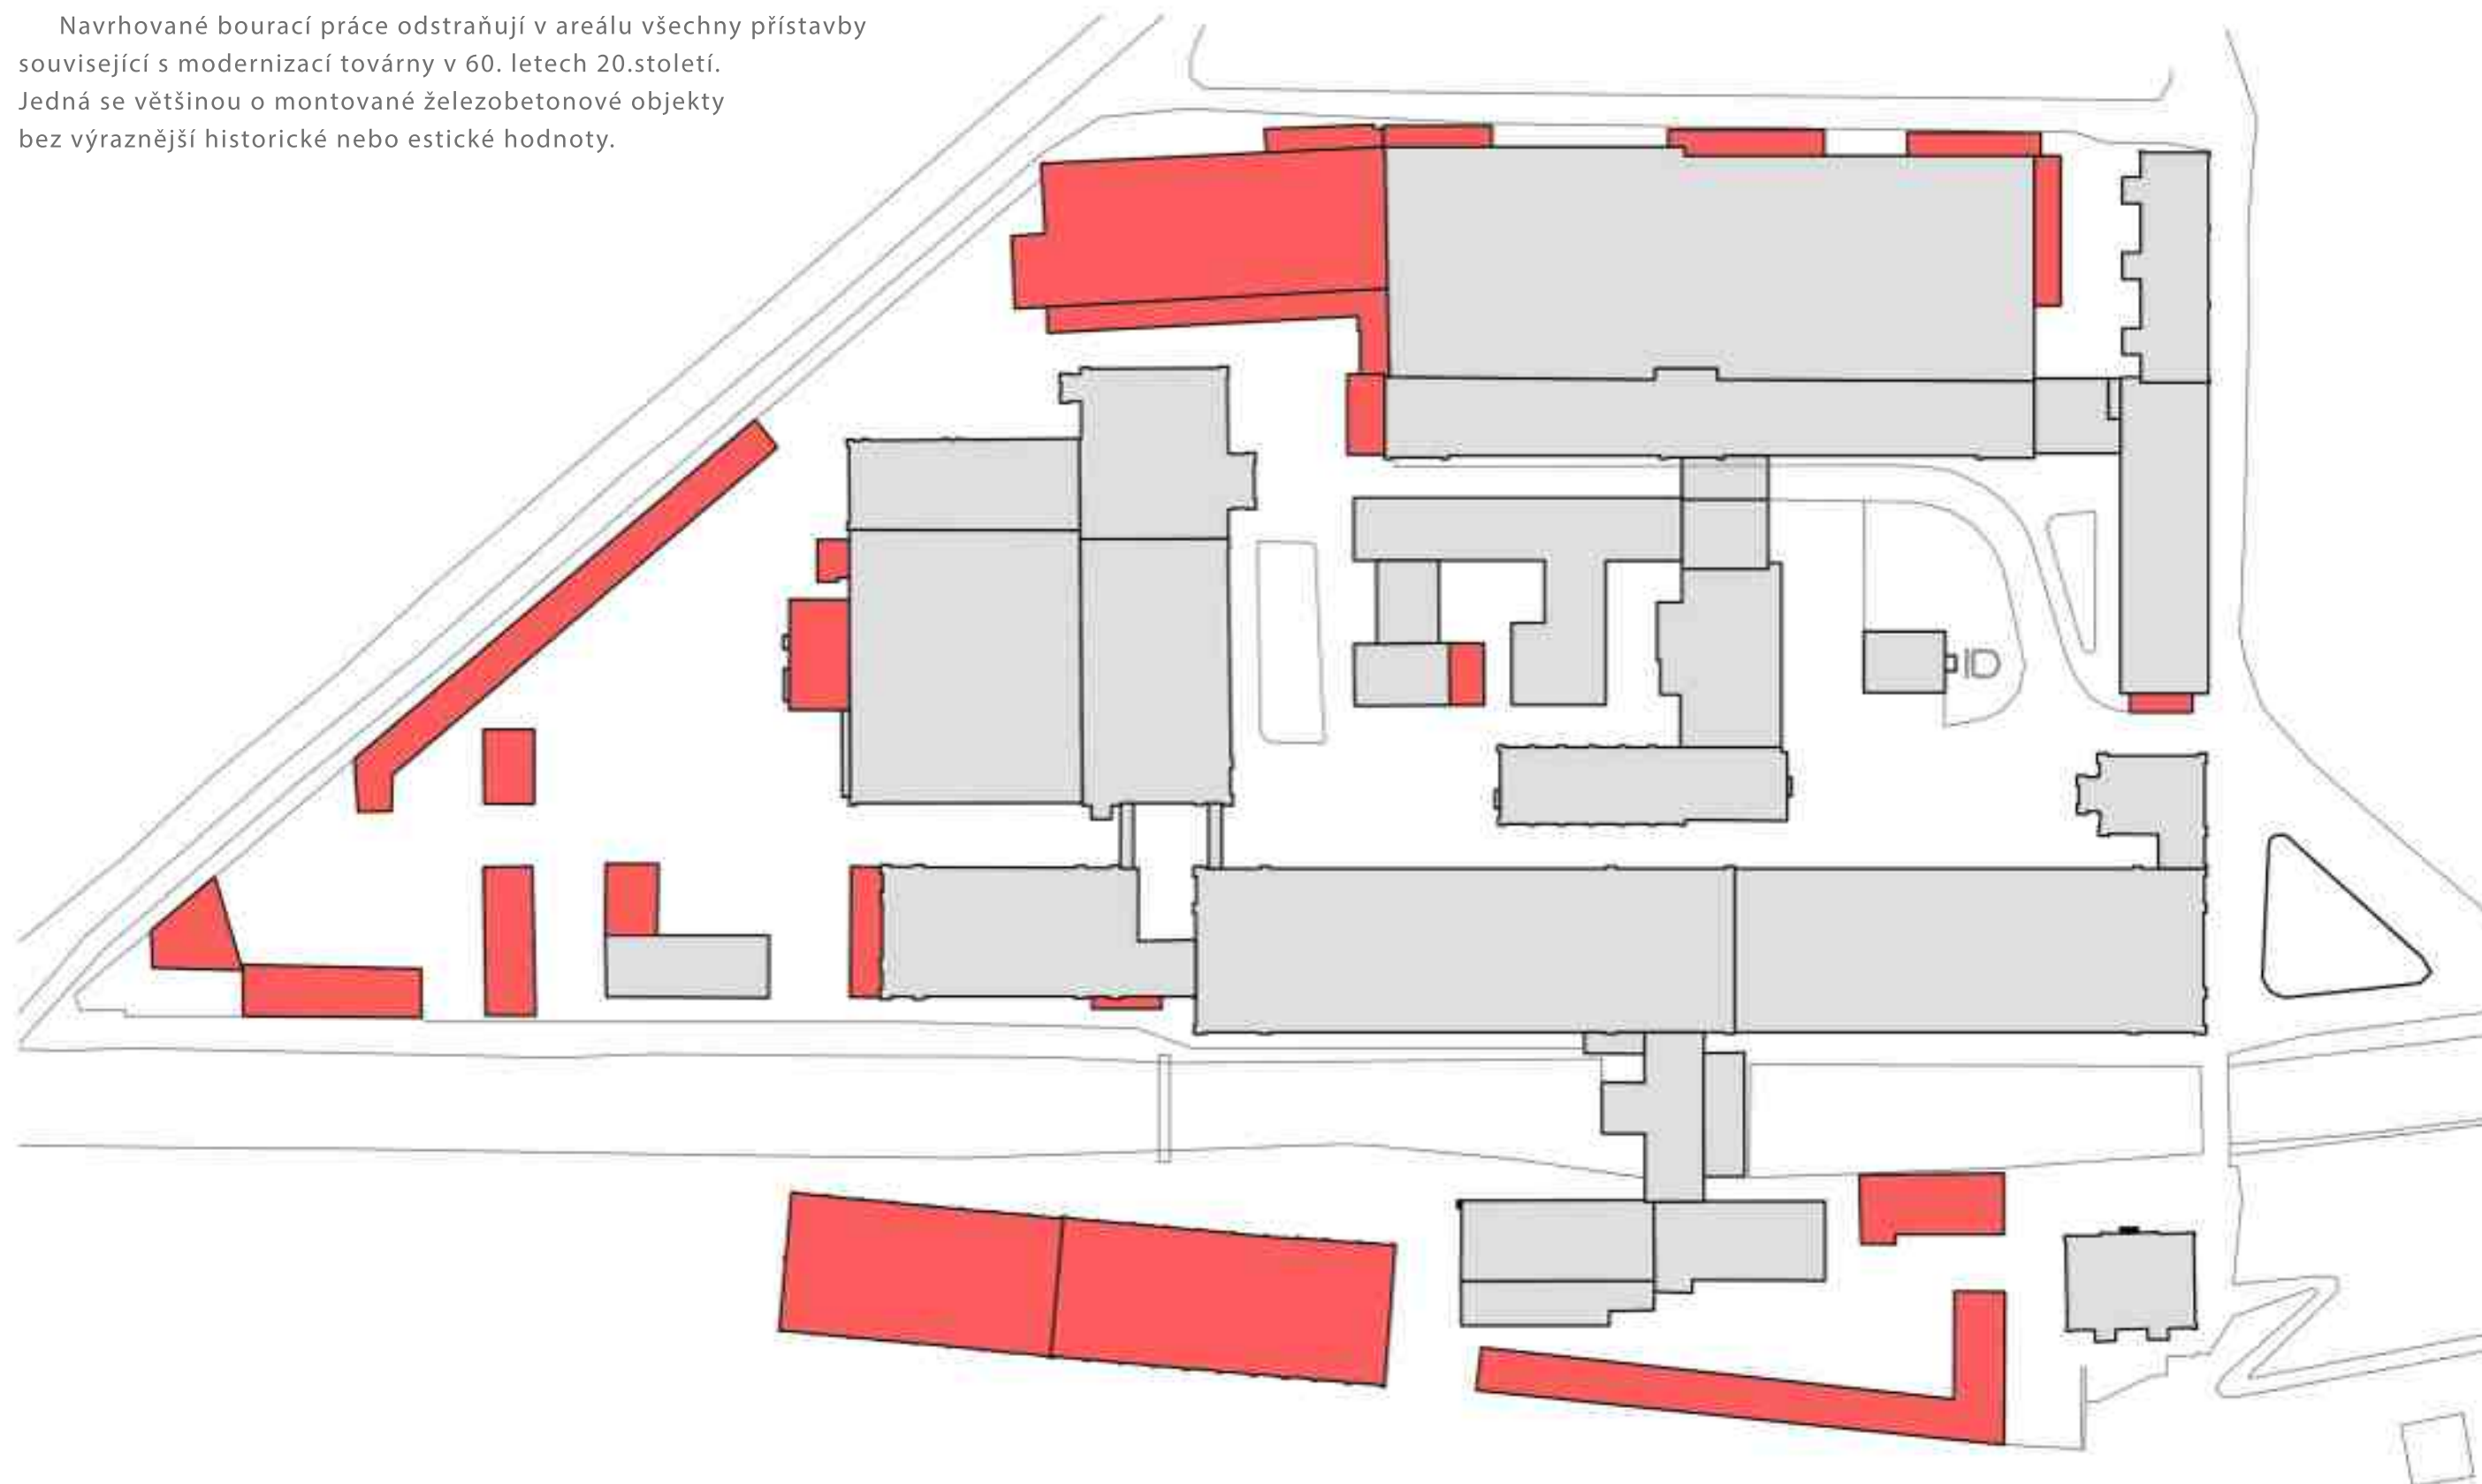 Navrhované bourací práce odstraňují v areálu všechny přístavby
související s modernizací továrny v 60. letech 20.století.
Jedná se většinou o montované železobetonové objekty
bez výraznější historické nebo estické hodnoty.